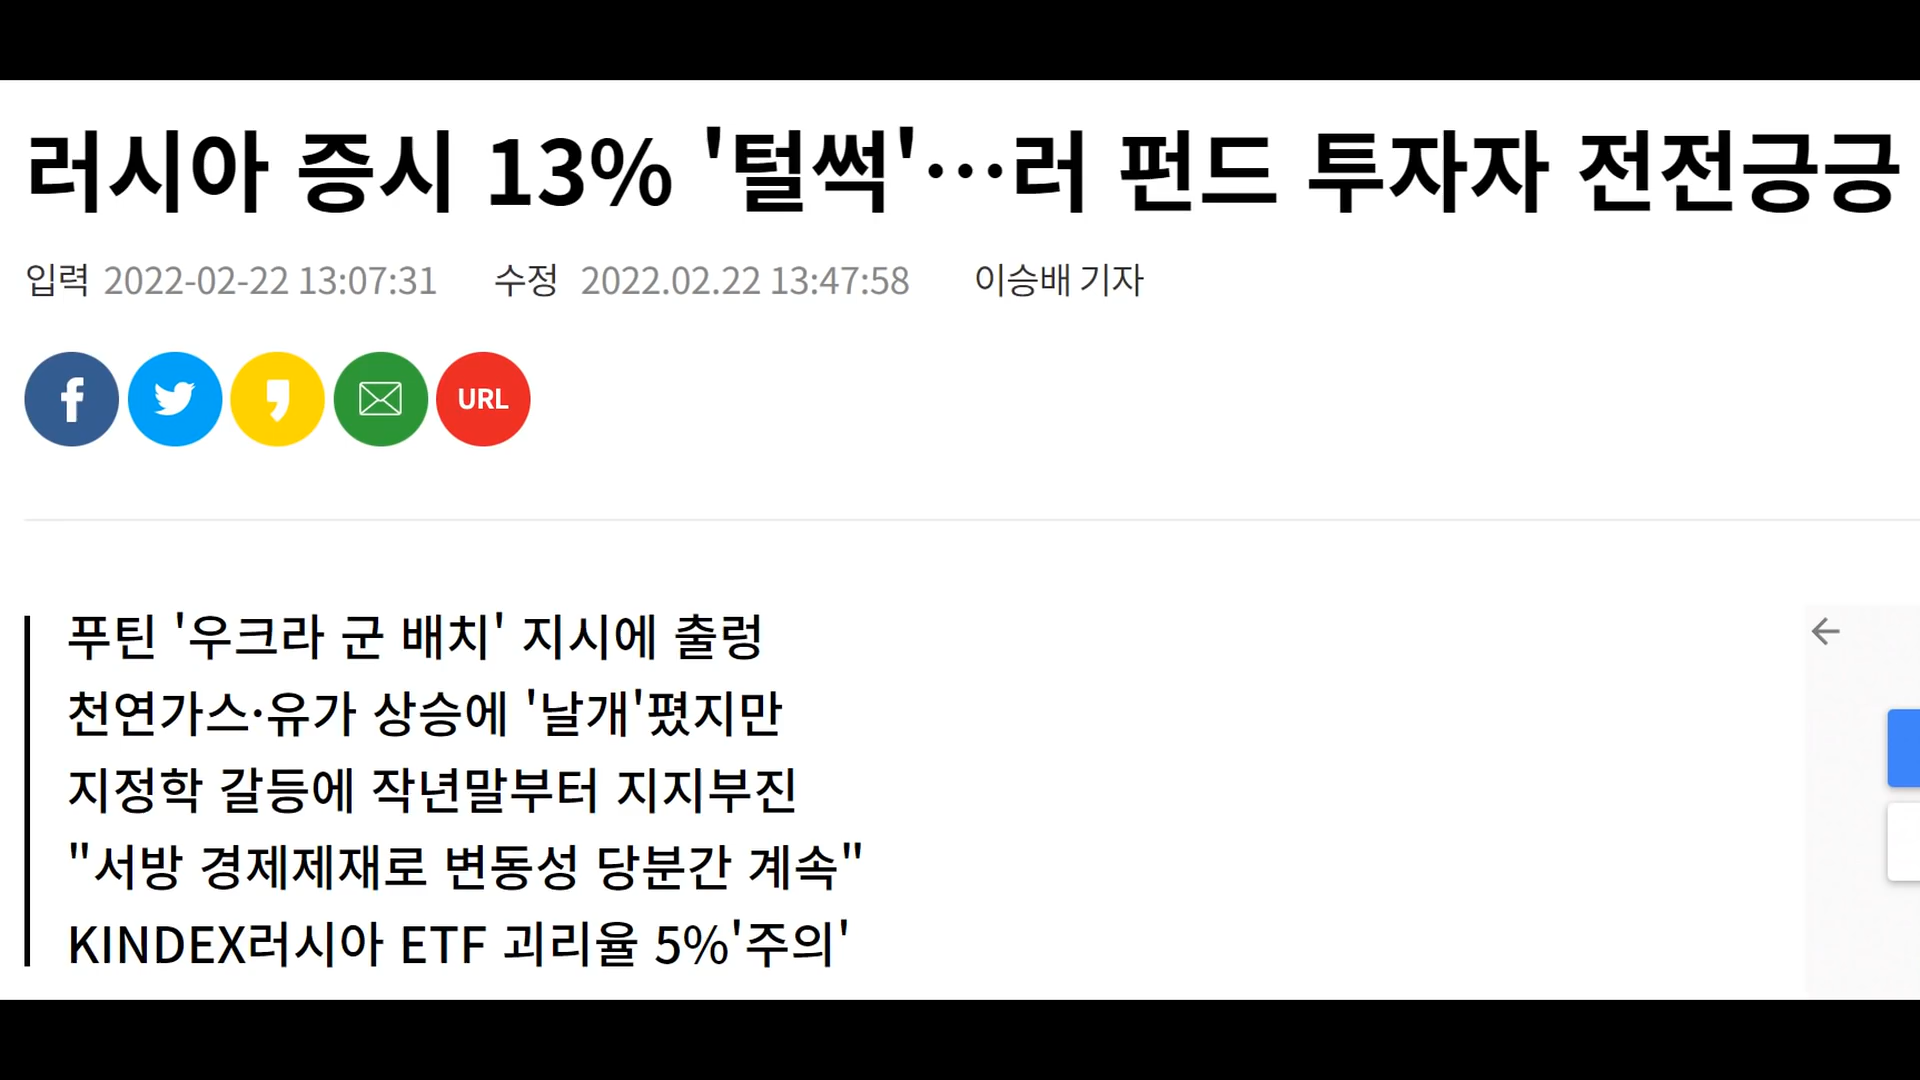 러시아 증시 13% '털썩'…러 펀드 투자자 전전긍긍
입력 2022-02-22 13:07:31 수정 2022.02.22 13:47:58 이승배 기자
URL
푸틴 '우크라 군 배치' 지시에 출렁
천연가스·유가 상승에 '날개'폈지만
지정학 갈등에 작년말부터 지지부진
"서방 경제제재로 변동성 당분간 계속"
KINDEX러시아 ETF 괴리율 5%'주의'